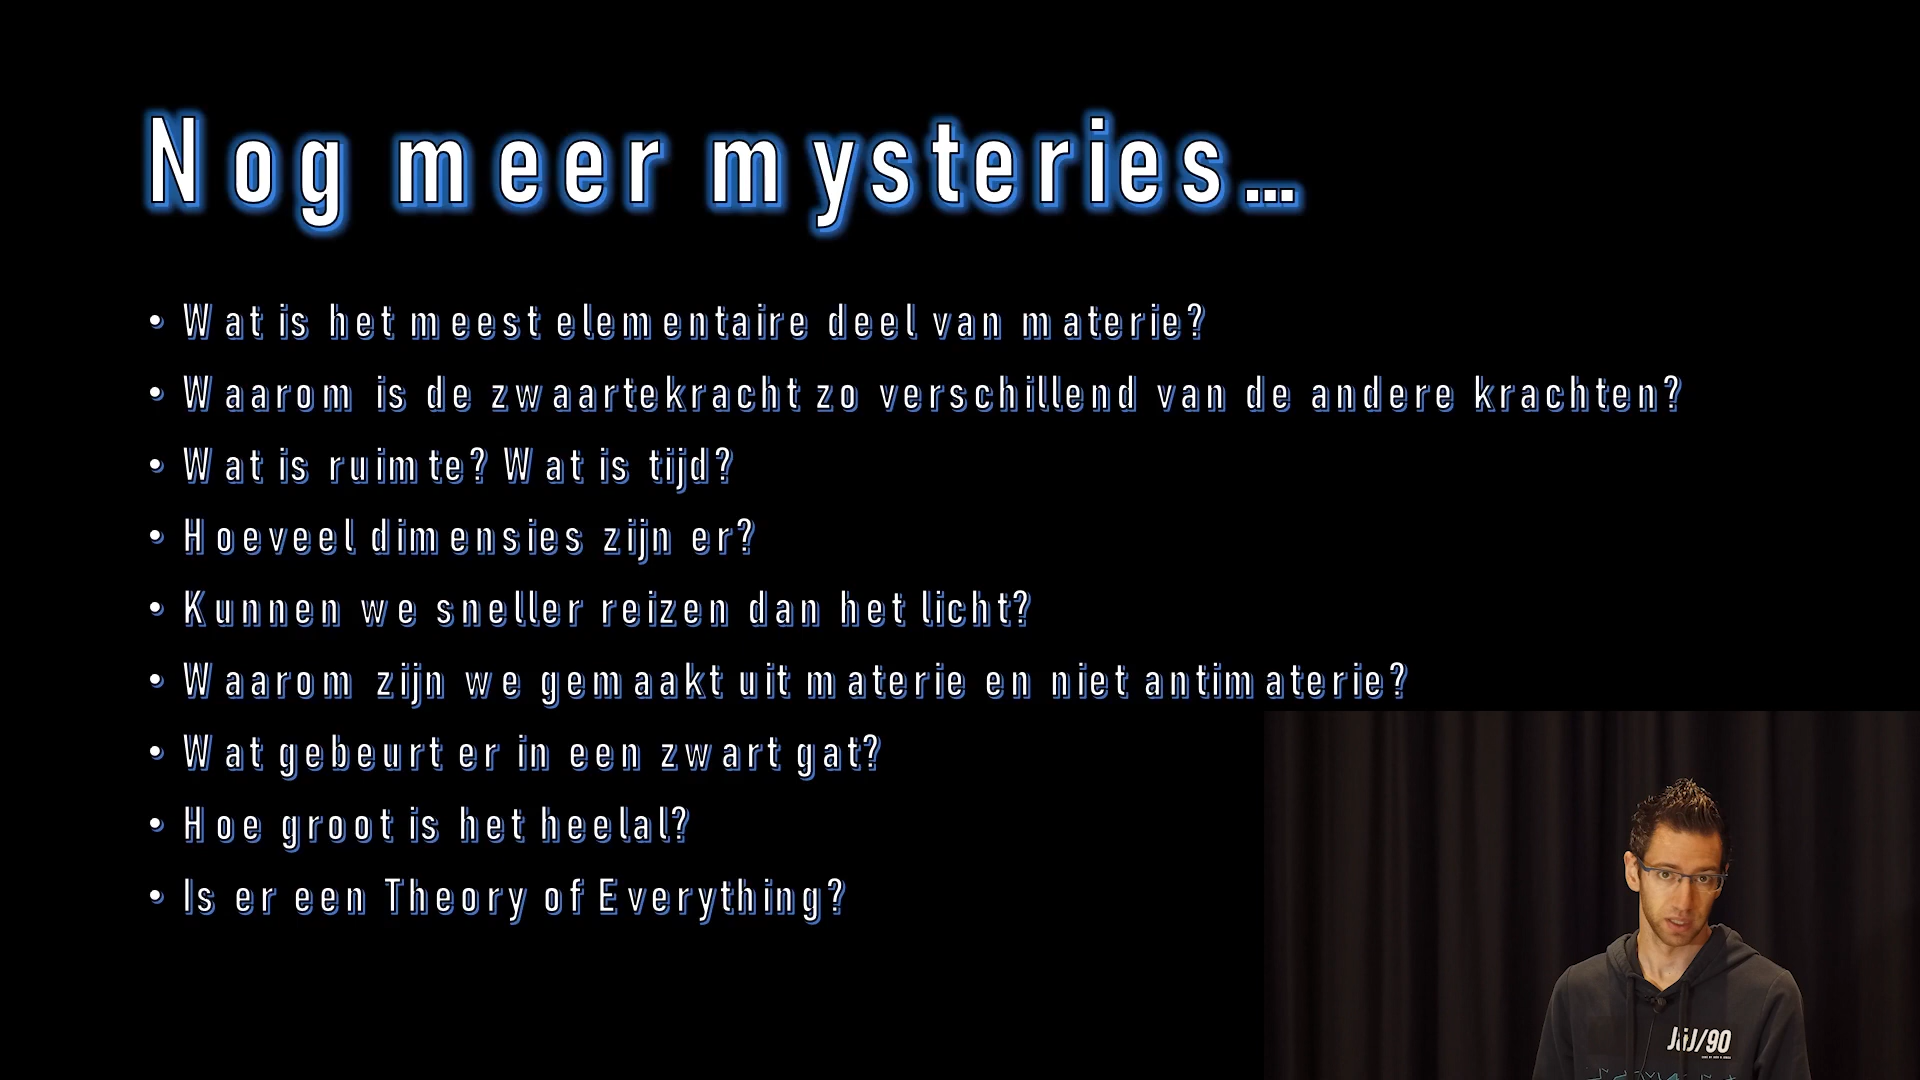 Nog meer mysteries...
• Wat is het meest elementaire deel van materie?
• Waarom is de zwaartekracht zo verschillend van de andere krachten?
• Wat is ruimte? Wat is tijd?
• Hoeveel dimensies zijn er?
• Kunnen we sneller reizen dan het licht?
• Waarom zijn we gemaakt uit materie en niet antimaterie?
• Wat gebeurt er in een zwart gat?
• Hoe groot is het heelal?
• Is er een Theory of Everything?
J&J/90